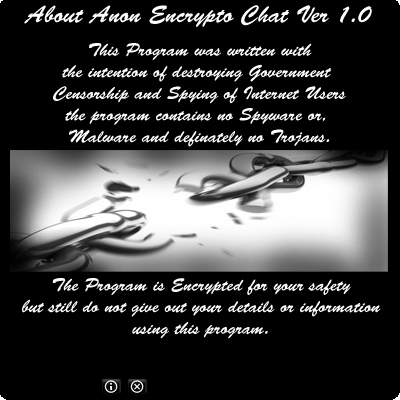 About Anon Encrypto Chat Ver 1.0
This Program was written with
the intention of destroying Government
Censorship and Spying of Internet Users
the program contains no Spyware or,
Malware and definately no Trojans.
The Program is Encrypted for your safety
but still do not give out your details or information
using this program.